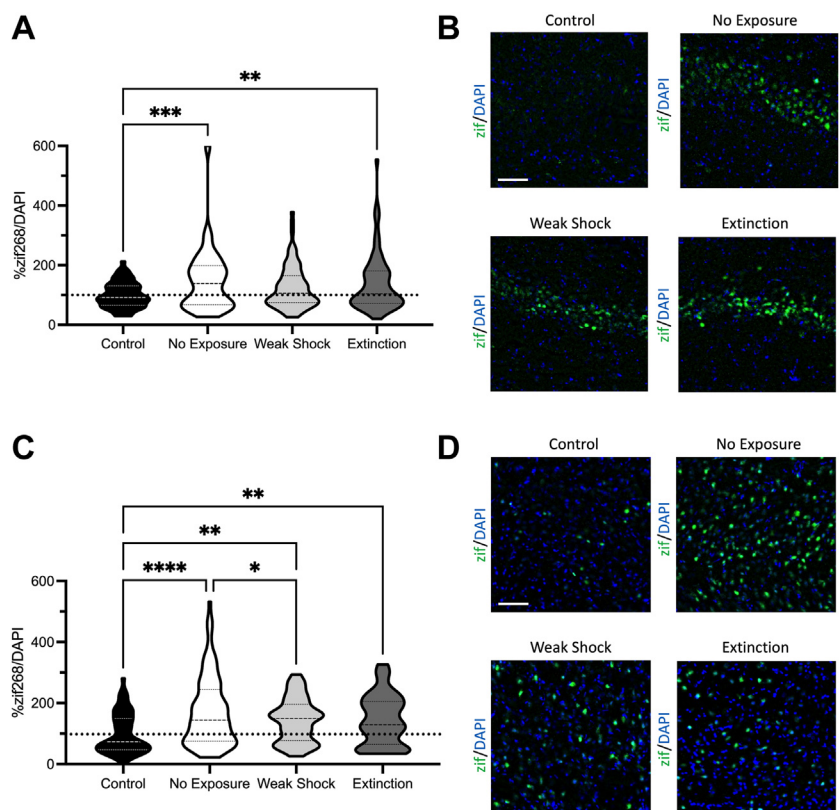 A
B
Control
No Exposure
zif/DAPI
zif/DAPI
**
***
600
400
200
0
%zif268/DAPI
Control
No Exposure
Weak Shock
Extinction
Weak Shock
Extinction
zif/DAPI
zif/DAPI
C
D
Control
No Exposure
zif/DAPI
zif/DAPI
**
**
****
*
600
400
200
0
%zif268/DAPI
Control
No Exposure
Weak Shock
Extinction
Weak Shock
Extinction
zif/DAPI
zif/DAPI